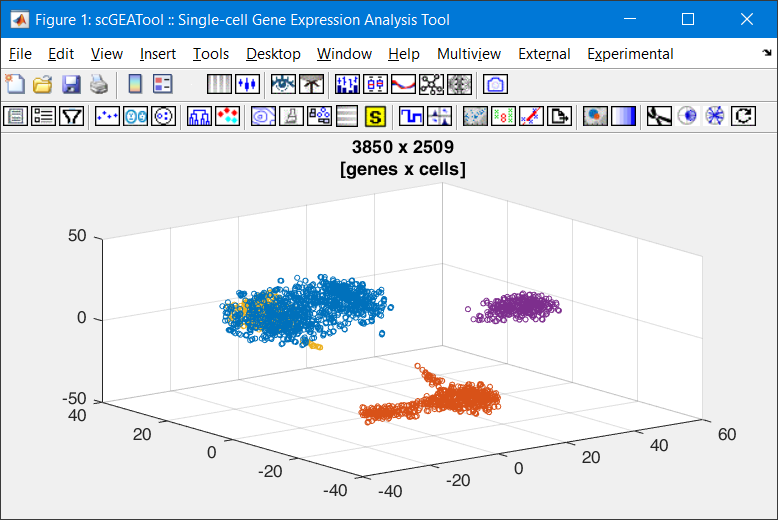 Figure 1: scGEATool :: Single-cell Gene Expression Analysis Tool
File Edit View Insert Tools Desktop Window Help Multiview External Experimental
S
3850 x 2509
[genes x cells]
50
0
-50
40
20
0
-20
-40
-40
-20
0
20
40
60